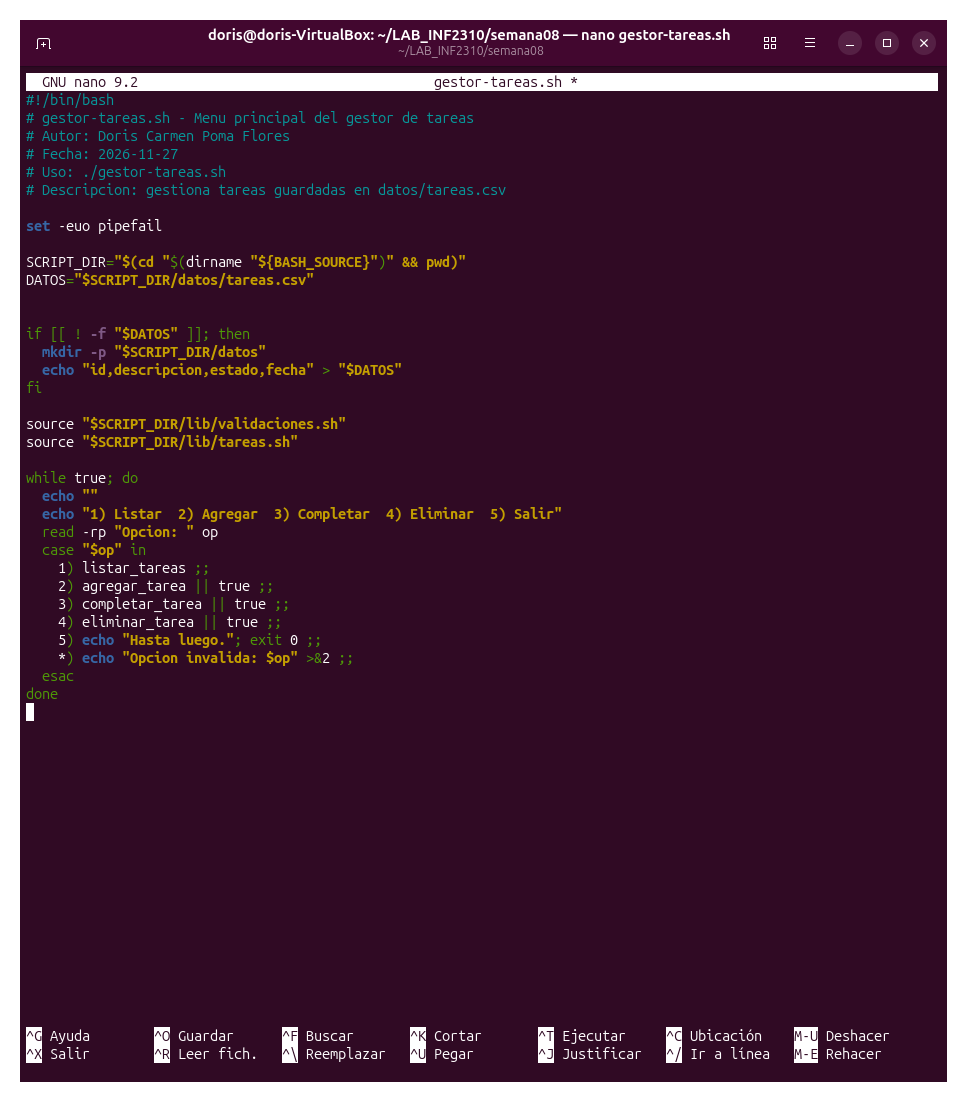 doris@doris-VirtualBox: ~/LAB_INF2310/semana08 — nano gestor-tareas.sh
~/LAB_INF2310/semana08
GNU nano 9.2 gestor-tareas.sh *
#!/bin/bash
# gestor-tareas.sh - Menu principal del gestor de tareas
# Autor: Doris Carmen Poma Flores
# Fecha: 2026-11-27
# Uso: ./gestor-tareas.sh
# Descripcion: gestiona tareas guardadas en datos/tareas.csv

set -euo pipefail

SCRIPT_DIR="$(cd "$(dirname "${BASH_SOURCE}")" && pwd)"
DATOS="$SCRIPT_DIR/datos/tareas.csv"


if [[ ! -f "$DATOS" ]]; then
  mkdir -p "$SCRIPT_DIR/datos"
  echo "id,descripcion,estado,fecha" > "$DATOS"
fi

source "$SCRIPT_DIR/lib/validaciones.sh"
source "$SCRIPT_DIR/lib/tareas.sh"

while true; do
  echo ""
  echo "1) Listar  2) Agregar  3) Completar  4) Eliminar  5) Salir"
  read -rp "Opcion: " op
  case "$op" in
    1) listar_tareas ;;
    2) agregar_tarea || true ;;
    3) completar_tarea || true ;;
    4) eliminar_tarea || true ;;
    5) echo "Hasta luego."; exit 0 ;;
    *) echo "Opcion invalida: $op" >&2 ;;
  esac
done
^G Ayuda ^O Guardar ^F Buscar ^K Cortar ^T Ejecutar ^C Ubicación M-U Deshacer
^X Salir ^R Leer fich. ^\ Reemplazar ^U Pegar ^J Justificar ^/ Ir a línea M-E Rehacer